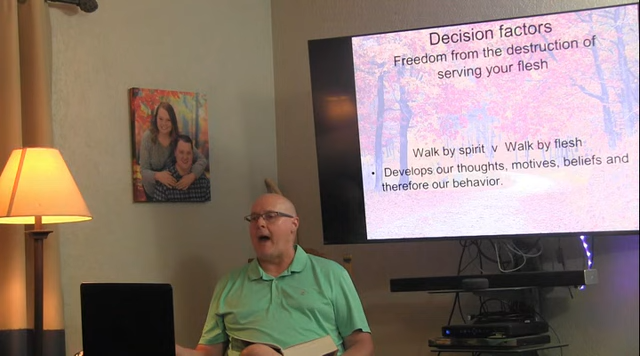 Decision factors
Freedom from the destruction of
serving your flesh
Walk by spirit v Walk by flesh
• Develops our thoughts, motives, beliefs and
therefore our behavior.